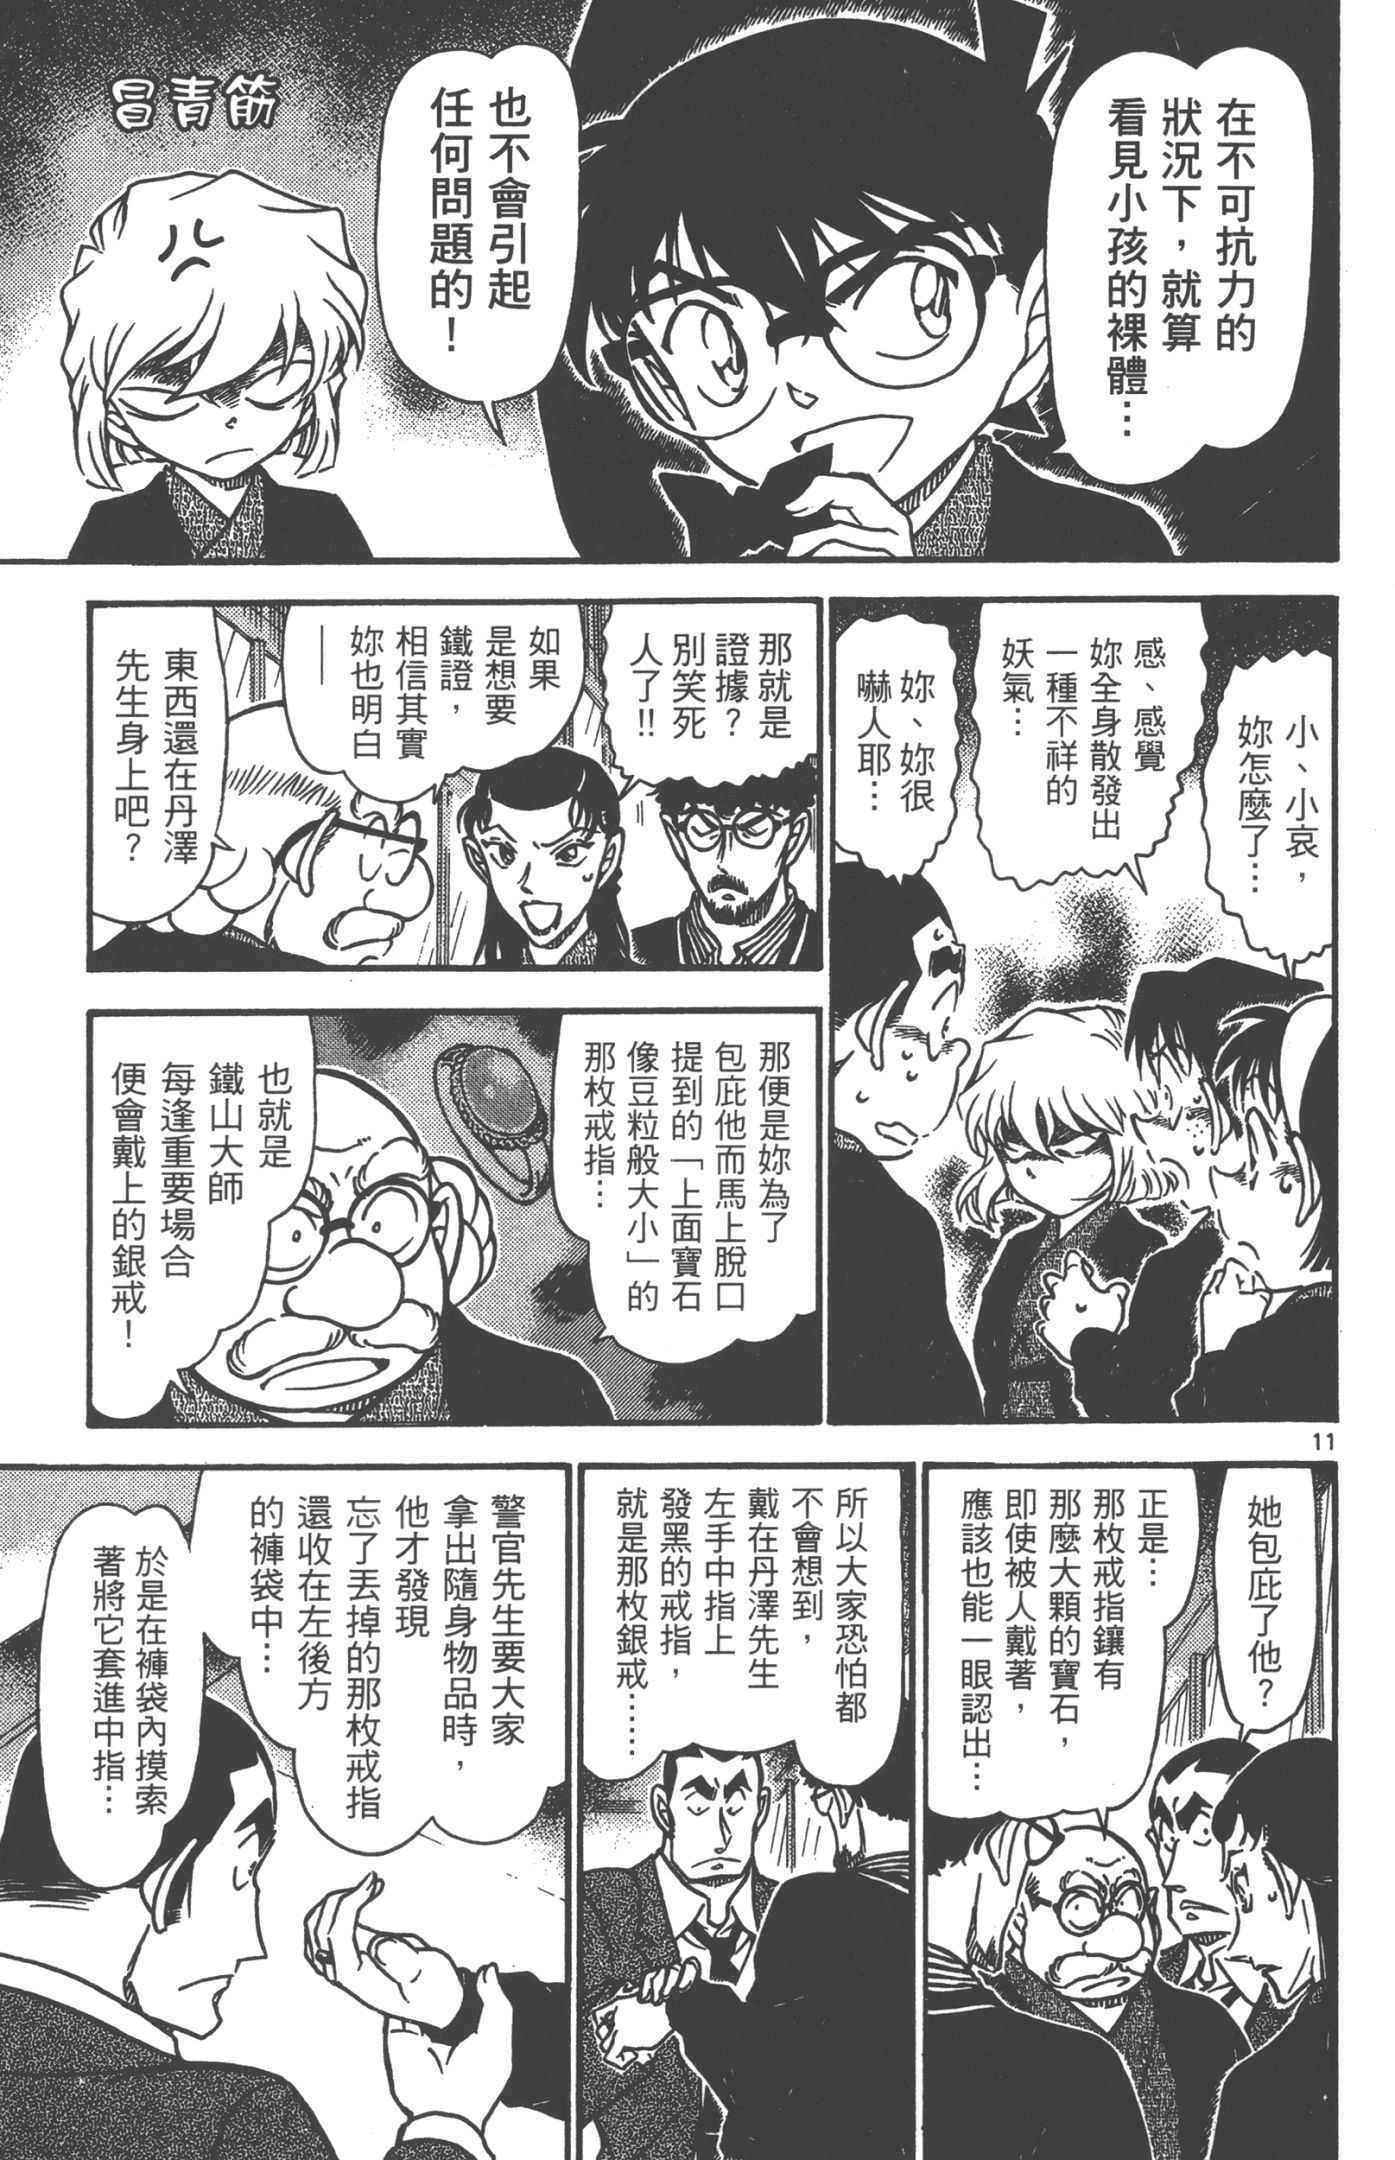 在不可抗力的
狀況下，就算
看見小孩的裸體…
也不會引起
任何問題的！
冒青筋
小、小哀，
妳怎麼了…
感、感覺
妳全身散發出
一種不祥的
妖氣…
妳、妳很
嚇人耶…
那就是
證據？
別笑死
人了!!
如果
是想要
鐵證，
相信其實
妳也明白
——
東西還在丹澤
先生身上吧？
那便是妳為了
包庇他而馬上脫口
提到的「上面寶石
像豆粒般大小」的
那枚戒指…
也就是
鐵山大師
每逢重要場合
便會戴上的銀戒！
11
她包庇了他？
正是…
那枚戒指鑲有
那麼大顆的寶石，
即使被人戴著，
應該也能一眼認出…
所以大家恐怕都
不會想到，
戴在丹澤先生
左手中指上
發黑的戒指，
就是那枚銀戒……
警官先生要大家
拿出隨身物品時，
他才發現
忘了丟掉的那枚戒指
還收在左後方
的褲袋中…
於是在褲袋內摸索
著將它套進中指…